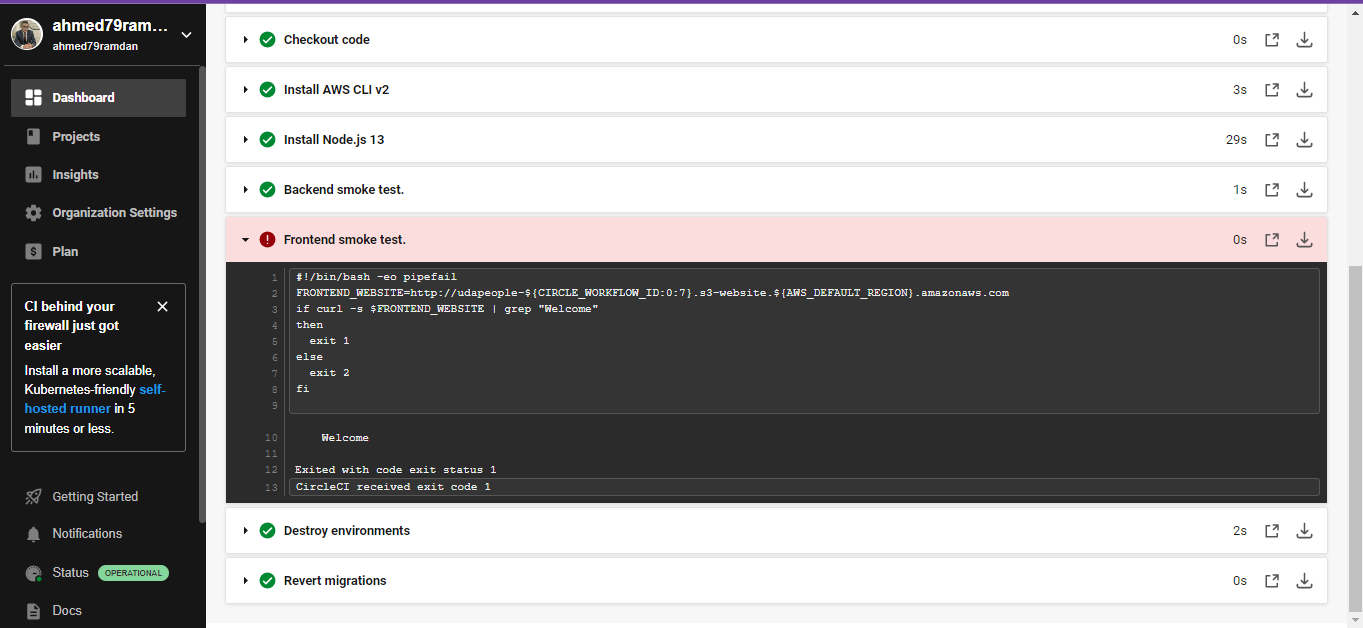 ahmed79ram...
ahmed79ramdan
Dashboard
Projects
Insights
Organization Settings
$ Plan
CI behind your
firewall just got
easier
Install a more scalable,
Kubernetes-friendly self-
hosted runner in 5
minutes or less.
Getting Started
Notifications
Status OPERATIONAL
Docs
Checkout code 0s
Install AWS CLI v2 3s
Install Node.js 13 29s
Backend smoke test. 1s
! Frontend smoke test. 0s
1 #!/bin/bash -eo pipefail
2 FRONTEND_WEBSITE=http://udapeople-${CIRCLE_WORKFLOW_ID:0:7}.s3-website.${AWS_DEFAULT_REGION}.amazonaws.com
3 if curl -s $FRONTEND_WEBSITE | grep "Welcome"
4 then
5   exit 1
6 else
7   exit 2
8 fi
9
10     Welcome
11
12 Exited with code exit status 1
13 CircleCI received exit code 1
Destroy environments 2s
Revert migrations 0s